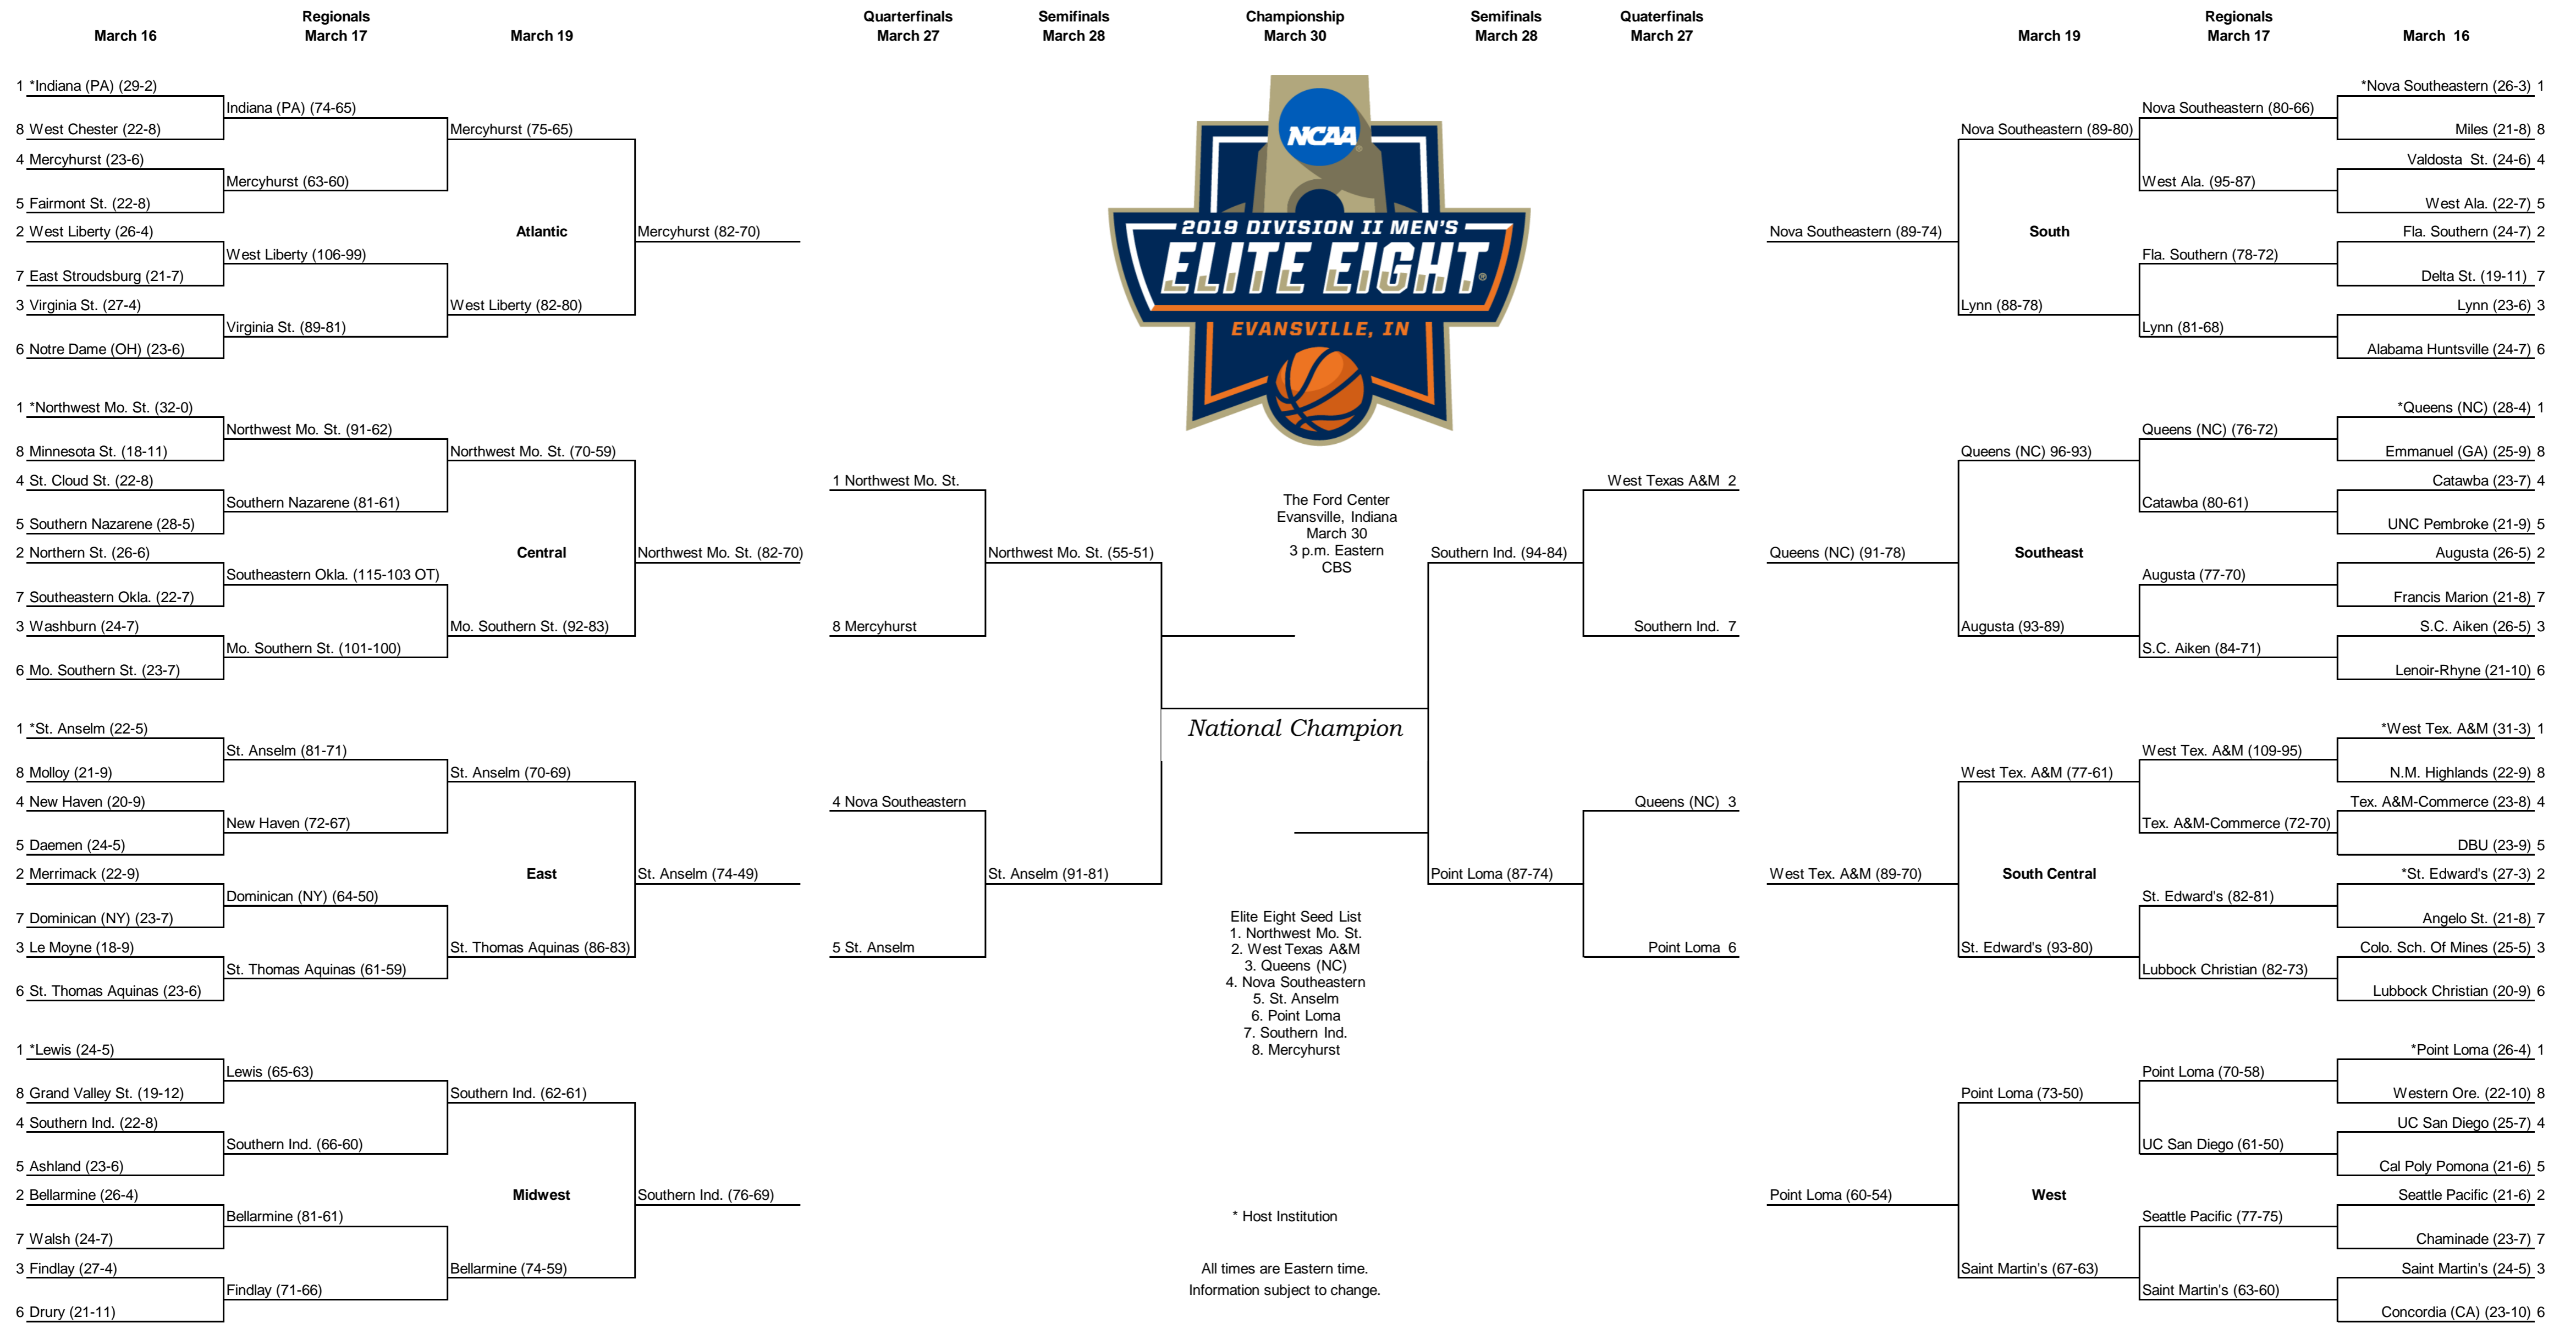 Regionals
March 16 March 17 March 19
Quarterfinals Semifinals Championship Semifinals Quaterfinals
March 27 March 28 March 30 March 28 March 27
Regionals
March 19 March 17 March  16
1 *Indiana (PA) (29-2)
Indiana (PA) (74-65)
8 West Chester (22-8)
Mercyhurst (75-65)
4 Mercyhurst (23-6)
Mercyhurst (63-60)
5 Fairmont St. (22-8)
2 West Liberty (26-4)
Atlantic
Mercyhurst (82-70)
West Liberty (106-99)
7 East Stroudsburg (21-7)
3 Virginia St. (27-4)
West Liberty (82-80)
Virginia St. (89-81)
6 Notre Dame (OH) (23-6)
1 *Northwest Mo. St. (32-0)
Northwest Mo. St. (91-62)
8 Minnesota St. (18-11)
Northwest Mo. St. (70-59)
4 St. Cloud St. (22-8)
Southern Nazarene (81-61)
5 Southern Nazarene (28-5)
2 Northern St. (26-6)
Central
Northwest Mo. St. (82-70)
Southeastern Okla. (115-103 OT)
7 Southeastern Okla. (22-7)
3 Washburn (24-7)
Mo. Southern St. (92-83)
Mo. Southern St. (101-100)
6 Mo. Southern St. (23-7)
1 *St. Anselm (22-5)
St. Anselm (81-71)
8 Molloy (21-9)
St. Anselm (70-69)
4 New Haven (20-9)
New Haven (72-67)
5 Daemen (24-5)
2 Merrimack (22-9)
East
St. Anselm (74-49)
Dominican (NY) (64-50)
7 Dominican (NY) (23-7)
3 Le Moyne (18-9)
St. Thomas Aquinas (86-83)
St. Thomas Aquinas (61-59)
6 St. Thomas Aquinas (23-6)
1 *Lewis (24-5)
Lewis (65-63)
8 Grand Valley St. (19-12)
Southern Ind. (62-61)
4 Southern Ind. (22-8)
Southern Ind. (66-60)
5 Ashland (23-6)
2 Bellarmine (26-4)
Midwest
Southern Ind. (76-69)
Bellarmine (81-61)
7 Walsh (24-7)
3 Findlay (27-4)
Bellarmine (74-59)
Findlay (71-66)
6 Drury (21-11)
NCAA
2019 DIVISION II MEN'S
ELITE EIGHT
EVANSVILLE, IN
1 Northwest Mo. St.
Northwest Mo. St. (55-51)
8 Mercyhurst
4 Nova Southeastern
St. Anselm (91-81)
5 St. Anselm
The Ford Center
Evansville, Indiana
March 30
3 p.m. Eastern
CBS
National Champion
West Texas A&M 2
Southern Ind. (94-84)
Southern Ind. 7
Queens (NC) 3
Point Loma (87-74)
Point Loma 6
Elite Eight Seed List
1. Northwest Mo. St.
2. West Texas A&M
3. Queens (NC)
4. Nova Southeastern
5. St. Anselm
6. Point Loma
7. Southern Ind.
8. Mercyhurst
* Host Institution
All times are Eastern time.
Information subject to change.
*Nova Southeastern (26-3) 1
Nova Southeastern (80-66)
Miles (21-8) 8
Nova Southeastern (89-80)
Valdosta  St. (24-6) 4
West Ala. (95-87)
West Ala. (22-7) 5
Fla. Southern (24-7) 2
South
Nova Southeastern (89-74)
Fla. Southern (78-72)
Delta St. (19-11) 7
Lynn (23-6) 3
Lynn (88-78)
Lynn (81-68)
Alabama Huntsville (24-7) 6
*Queens (NC) (28-4) 1
Queens (NC) (76-72)
Emmanuel (GA) (25-9) 8
Queens (NC) 96-93)
Catawba (23-7) 4
Catawba (80-61)
UNC Pembroke (21-9) 5
Augusta (26-5) 2
Southeast
Queens (NC) (91-78)
Augusta (77-70)
Francis Marion (21-8) 7
S.C. Aiken (26-5) 3
Augusta (93-89)
S.C. Aiken (84-71)
Lenoir-Rhyne (21-10) 6
*West Tex. A&M (31-3) 1
West Tex. A&M (109-95)
N.M. Highlands (22-9) 8
West Tex. A&M (77-61)
Tex. A&M-Commerce (23-8) 4
Tex. A&M-Commerce (72-70)
DBU (23-9) 5
*St. Edward's (27-3) 2
South Central
West Tex. A&M (89-70)
St. Edward's (82-81)
Angelo St. (21-8) 7
Colo. Sch. Of Mines (25-5) 3
St. Edward's (93-80)
Lubbock Christian (82-73)
Lubbock Christian (20-9) 6
*Point Loma (26-4) 1
Point Loma (70-58)
Western Ore. (22-10) 8
Point Loma (73-50)
UC San Diego (25-7) 4
UC San Diego (61-50)
Cal Poly Pomona (21-6) 5
Seattle Pacific (21-6) 2
West
Point Loma (60-54)
Seattle Pacific (77-75)
Chaminade (23-7) 7
Saint Martin's (24-5) 3
Saint Martin's (67-63)
Saint Martin's (63-60)
Concordia (CA) (23-10) 6